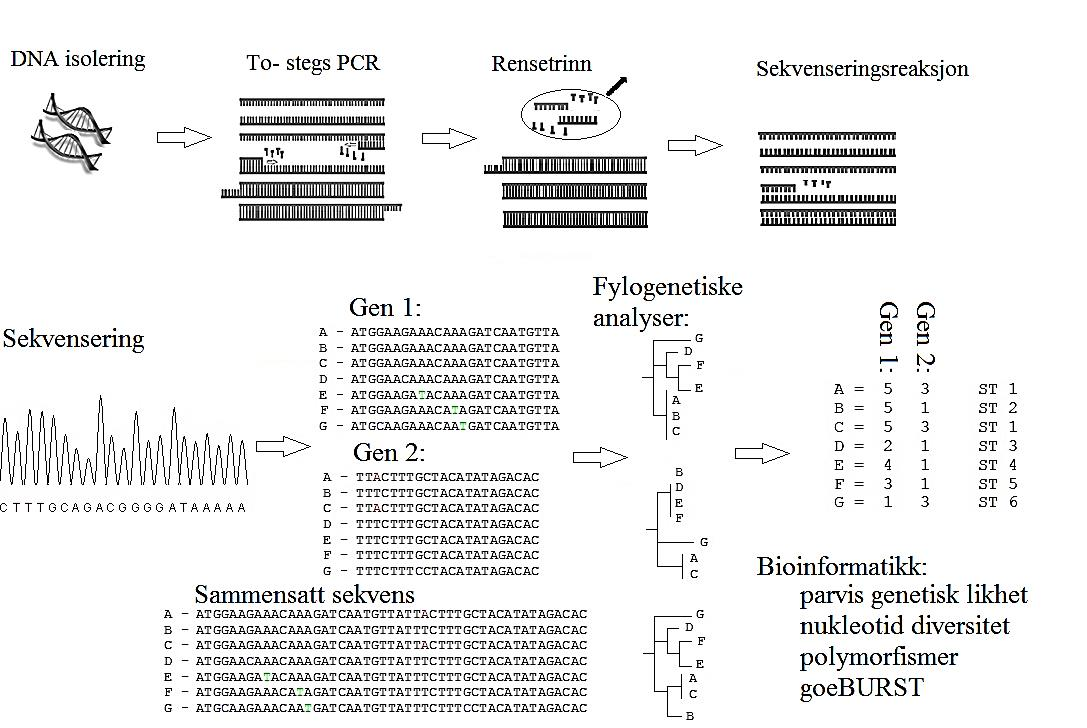 DNA isolering
To- stegs PCR
Rensetrinn
Sekvenseringsreaksjon
Sekvensering
CTTTGCAGACGGGGATAAAAA
Gen 1:
A - ATGGAAGAAACAAAGATCAATGTTA
B - ATGGAAGAAACAAAGATCAATGTTA
C - ATGGAAGAAACAAAGATCAATGTTA
D - ATGGAACAAACAAAGATCAATGTTA
E - ATGGAAGATACAAAGATCAATGTTA
F - ATGGAAGAAACATAGATCAATGTTA
G - ATGCAAGAAACAATGATCAATGTTA
Gen 2:
A - TTACTTTGCTACATATAGACAC
B - TTTCTTTGCTACATATAGACAC
C - TTACTTTGCTACATATAGACAC
D - TTTCTTTGCTACATATAGACAC
E - TTTCTTTGCTACATATAGACAC
F - TTTCTTTGCTACATATAGACAC
G - TTTCTTTCCTACATATAGACAC
Sammensatt sekvens
A - ATGGAAGAAACAAAGATCAATGTTATTACTTTGCTACATATAGACAC
B - ATGGAAGAAACAAAGATCAATGTTATTTCTTTGCTACATATAGACAC
C - ATGGAAGAAACAAAGATCAATGTTATTACTTTGCTACATATAGACAC
D - ATGGAACAAACAAAGATCAATGTTATTTCTTTGCTACATATAGACAC
E - ATGGAAGATACAAAGATCAATGTTATTTCTTTGCTACATATAGACAC
F - ATGGAAGAAACATAGATCAATGTTATTTCTTTGCTACATATAGACAC
G - ATGCAAGAAACAATGATCAATGTTATTTCTTTCCTACATATAGACAC
Fylogenetiske
analyser:
G
D
F
E
A
B
C
B
D
E
F
G
A
C
G
D
F
E
A
C
B
Gen 1: Gen 2:
A = 5 3 ST 1
B = 5 1 ST 2
C = 5 3 ST 1
D = 2 1 ST 3
E = 4 1 ST 4
F = 3 1 ST 5
G = 1 3 ST 6
Bioinformatikk:
parvis genetisk likhet
nukleotid diversitet
polymorfismer
goeBURST